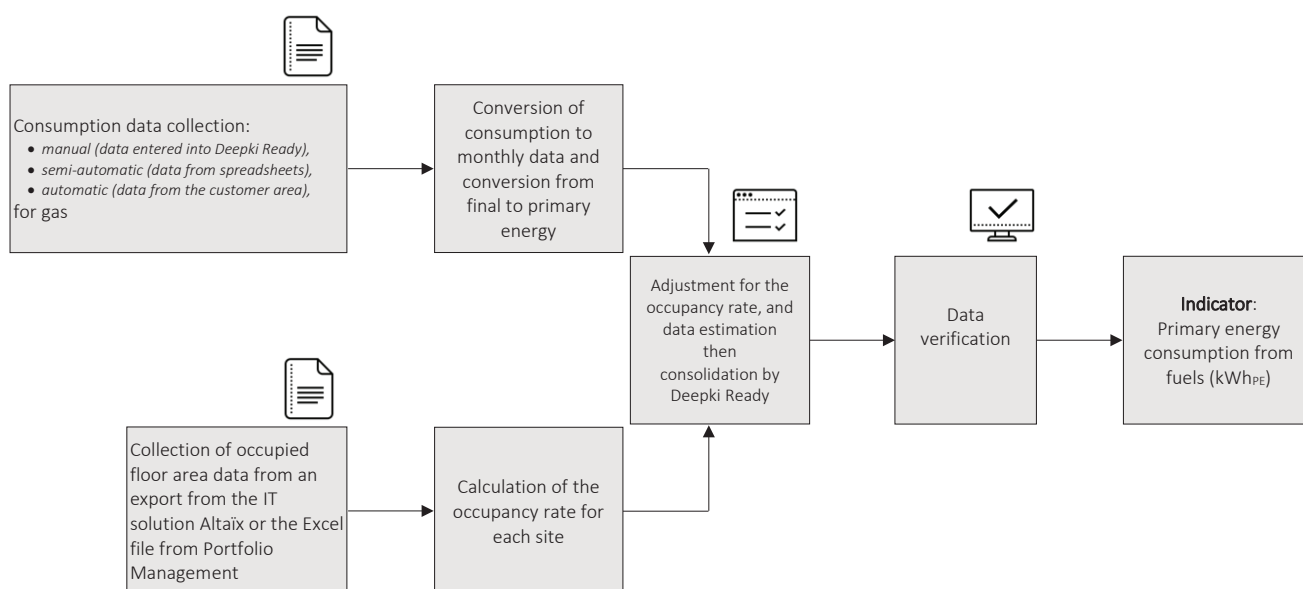 Consumption data collection:
• manual (data entered into Deepki Ready),
• semi-automatic (data from spreadsheets),
• automatic (data from the customer area),
for gas
Conversion of
consumption to
monthly data and
conversion from
final to primary
energy
Adjustment for the
occupancy rate, and
data estimation
then
consolidation by
Deepki Ready
Data
verification
Indicator:
Primary energy
consumption from
fuels (kWhPE)
Collection of occupied
floor area data from an
export from the IT
solution Altaïx or the Excel
file from Portfolio
Management
Calculation of the
occupancy rate for
each site